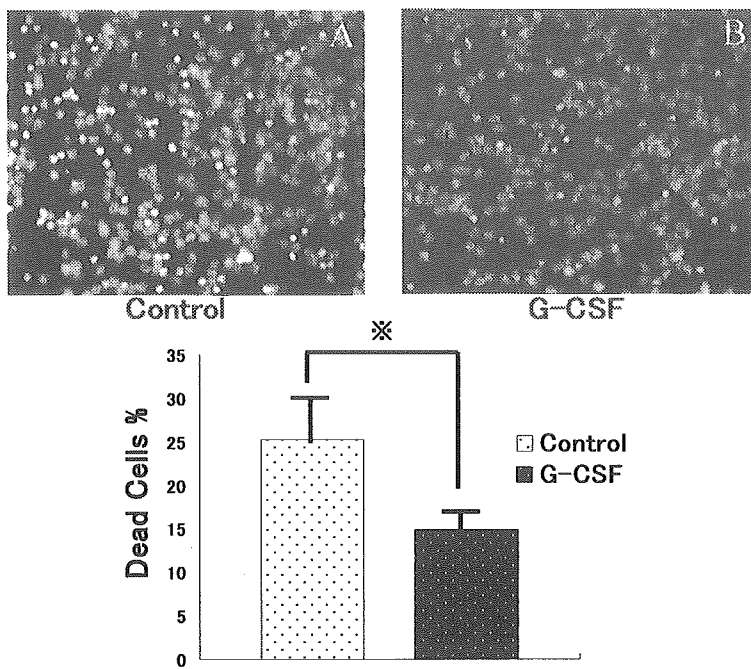 A
B
Control
G-CSF
※
35
30
25
20
15
10
5
0
Dead Cells %
Control
G-CSF